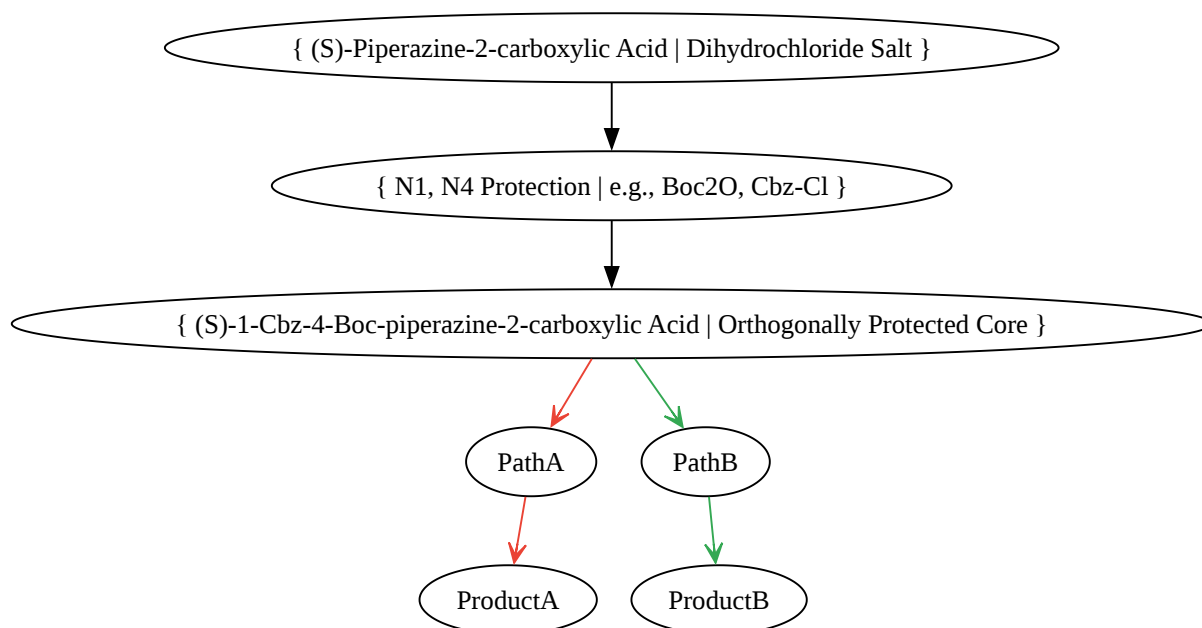 { (S)-Piperazine-2-carboxylic Acid | Dihydrochloride Salt }
{ N1, N4 Protection | e.g., Boc2O, Cbz-Cl }
{ (S)-1-Cbz-4-Boc-piperazine-2-carboxylic Acid | Orthogonally Protected Core }
PathA
PathB
ProductA
ProductB